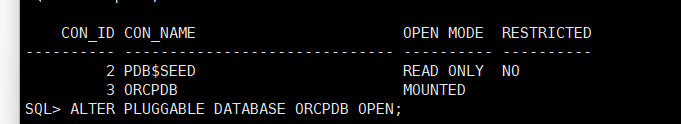 CON_ID CON_NAME OPEN MODE RESTRICTED
---------- ------------------------------ ---------- ----------
2 PDB$SEED READ ONLY NO
3 ORCPDB MOUNTED
SQL> ALTER PLUGGABLE DATABASE ORCPDB OPEN;